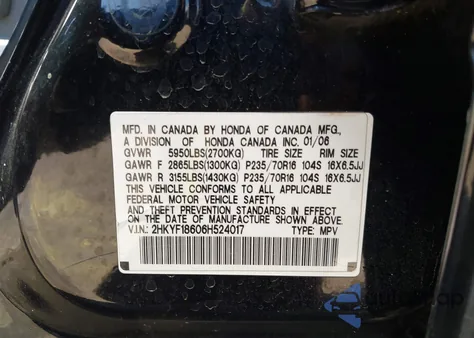 MFD. IN CANADA BY HONDA OF CANADA MFG.,
A DIVISION OF HONDA CANADA INC. 01/06
GVWR 5950LBS(2700KG) TIRE SIZE RIM SIZE
GAWR F 2865LBS(1300KG) P235/70R16 104S 16X6.5JJ
GAWR R 3155LBS(1430KG) P235/70R16 104S 16X6.5JJ
THIS VEHICLE CONFORMS TO ALL APPLICABLE
FEDERAL MOTOR VEHICLE SAFETY AND
THEFT PREVENTION STANDARDS IN EFFECT ON THE
DATE OF MANUFACTURE SHOWN ABOVE.
V.I.N.: 2HKYF18606H524017 TYPE: MPV